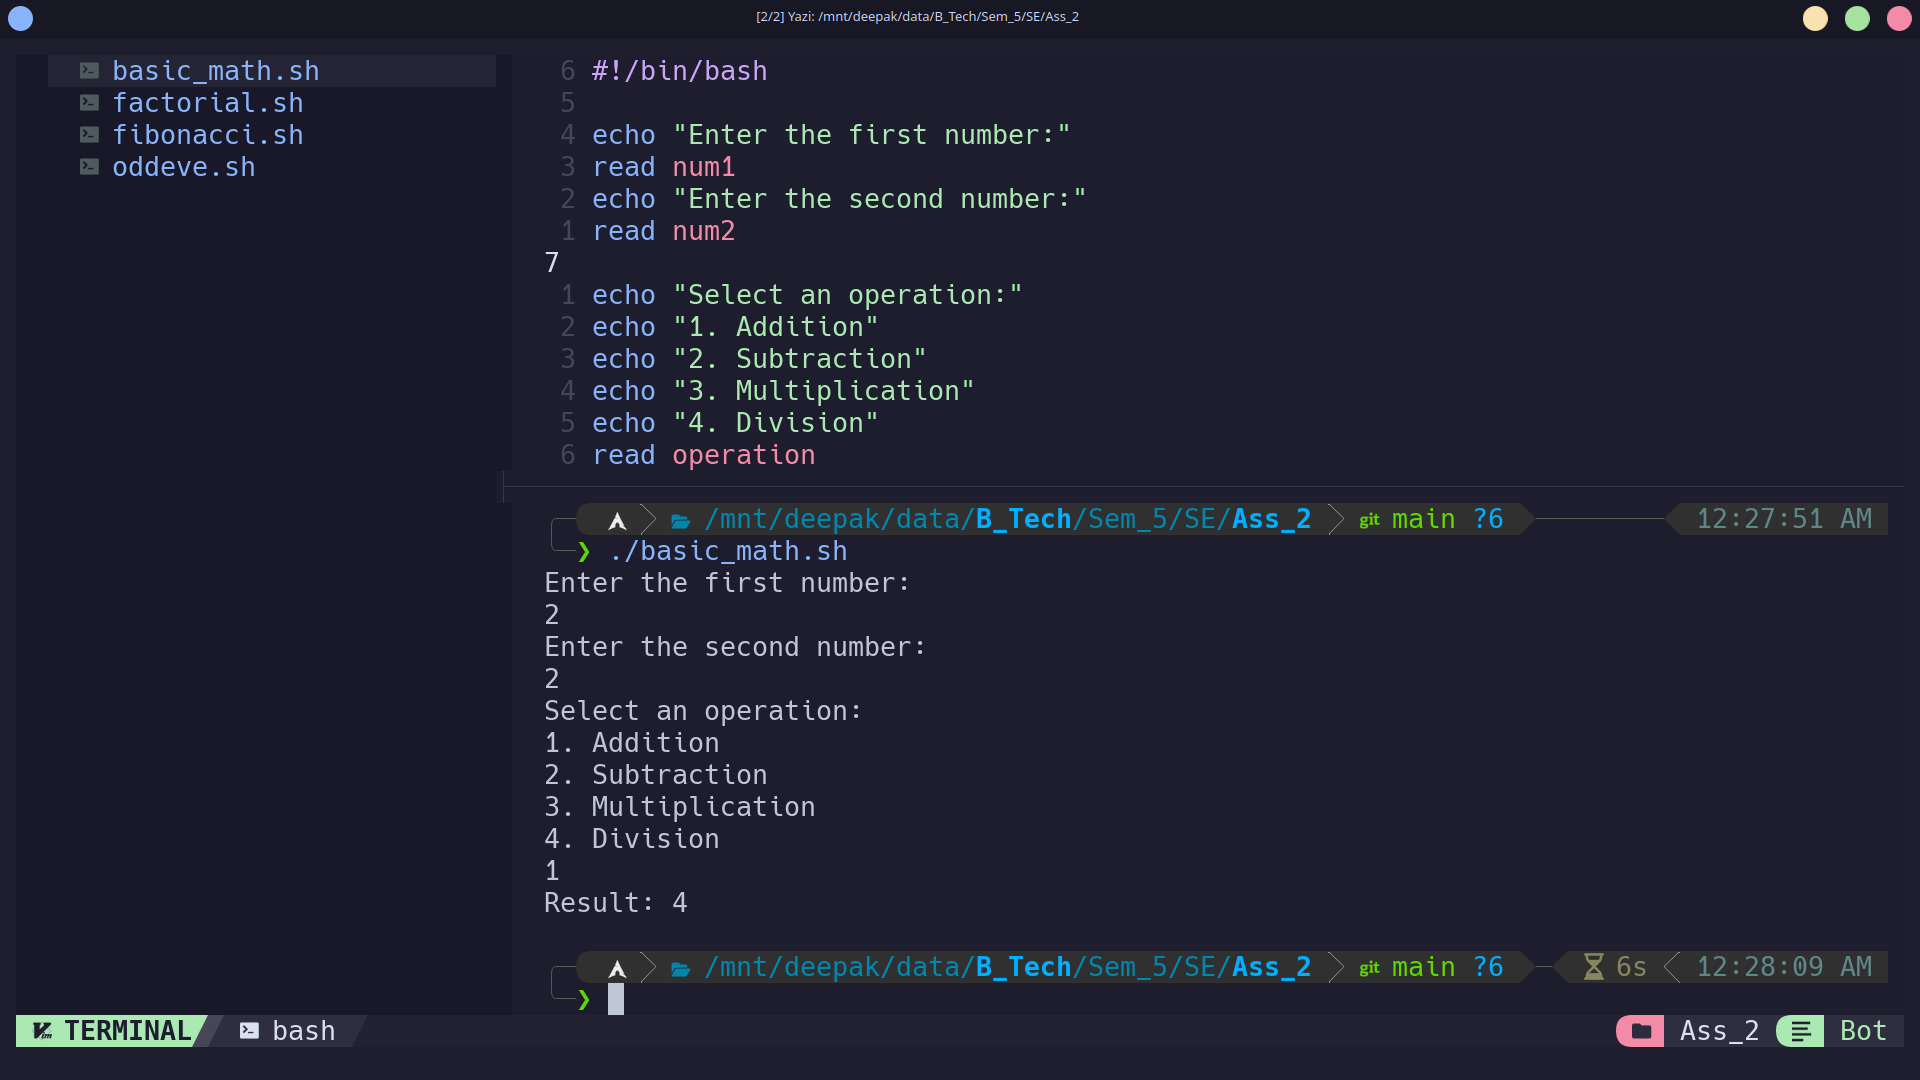 [2/2] Yazi: /mnt/deepak/data/B_Tech/Sem_5/SE/Ass_2
basic_math.sh
factorial.sh
fibonacci.sh
oddeve.sh
6 #!/bin/bash
5
4 echo "Enter the first number:"
3 read num1
2 echo "Enter the second number:"
1 read num2
7
1 echo "Select an operation:"
2 echo "1. Addition"
3 echo "2. Subtraction"
4 echo "3. Multiplication"
5 echo "4. Division"
6 read operation
/mnt/deepak/data/B_Tech/Sem_5/SE/Ass_2 git main ?6 12:27:51 AM
❯ ./basic_math.sh
Enter the first number:
2
Enter the second number:
2
Select an operation:
1. Addition
2. Subtraction
3. Multiplication
4. Division
1
Result: 4
/mnt/deepak/data/B_Tech/Sem_5/SE/Ass_2 git main ?6 6s 12:28:09 AM
❯
TERMINAL bash Ass_2 Bot